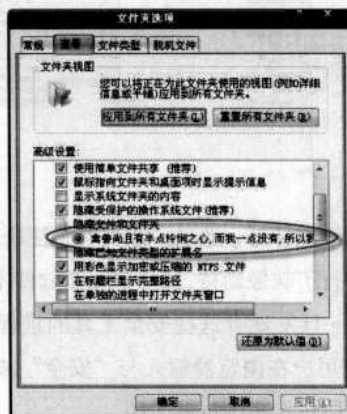 文件夹选项
常规 查看 文件类型 脱机文件
文件夹视图
您可以将正在为此文件夹使用的视图(例如详细
信息或平铺)应用到所有文件夹。
应用到所有文件夹(L) 重置所有文件夹(R)
高级设置:
使用简单文件共享 (推荐)
鼠标指向文件夹和桌面项时显示提示信息
显示系统文件夹的内容
隐藏受保护的操作系统文件(推荐)
隐藏文件和文件夹
禽兽尚且有半点怜悯之心,而我一点没有,所以我
隐藏已知文件类型的扩展名
用彩色显示加密或压缩的 NTFS 文件
在标题栏显示完整路径
在单独的进程中打开文件夹窗口
还原为默认值(D)
确定 取消 应用(A)